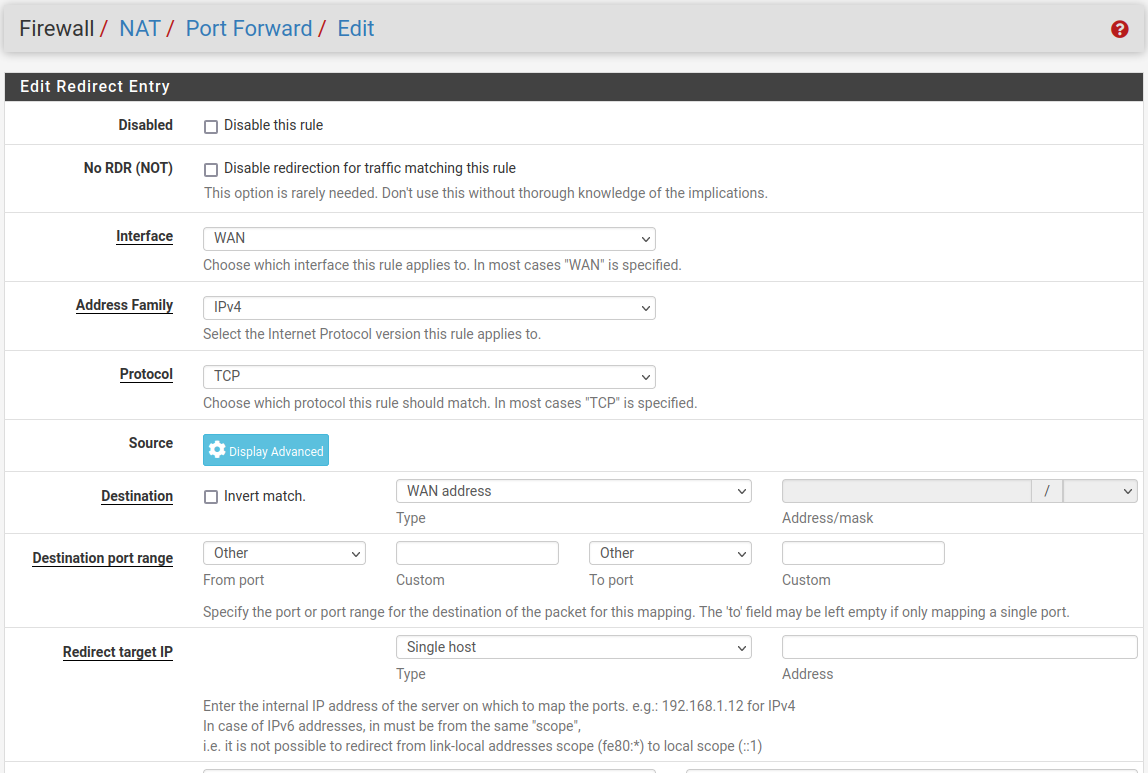 Firewall / NAT / Port Forward / Edit
?
Edit Redirect Entry
Disabled Disable this rule
No RDR (NOT) Disable redirection for traffic matching this rule
This option is rarely needed. Don't use this without thorough knowledge of the implications.
Interface WAN
Choose which interface this rule applies to. In most cases "WAN" is specified.
Address Family IPv4
Select the Internet Protocol version this rule applies to.
Protocol TCP
Choose which protocol this rule should match. In most cases "TCP" is specified.
Source Display Advanced
Destination Invert match. WAN address /
Type Address/mask
Destination port range Other Other
From port Custom To port Custom
Specify the port or port range for the destination of the packet for this mapping. The 'to' field may be left empty if only mapping a single port.
Redirect target IP Single host
Type Address
Enter the internal IP address of the server on which to map the ports. e.g.: 192.168.1.12 for IPv4
In case of IPv6 addresses, in must be from the same "scope",
i.e. it is not possible to redirect from link-local addresses scope (fe80:*) to local scope (::1)